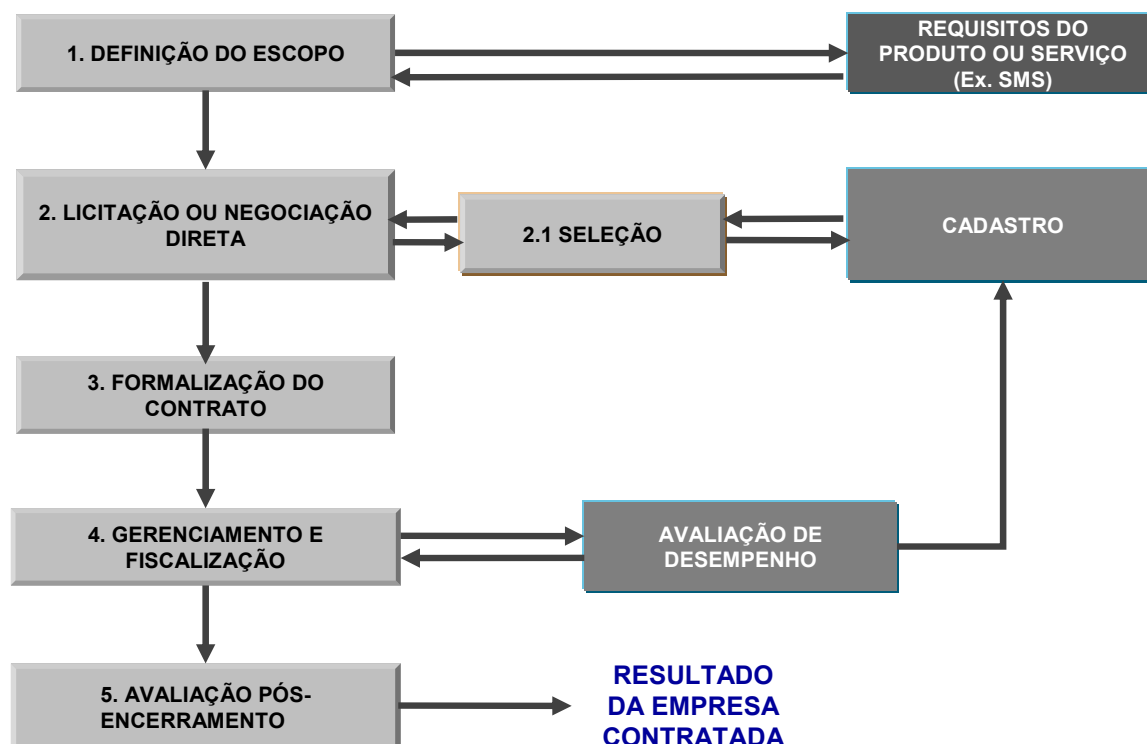 1. DEFINIÇÃO DO ESCOPO
REQUISITOS DO
PRODUTO OU SERVIÇO
(Ex. SMS)
2. LICITAÇÃO OU NEGOCIAÇÃO
DIRETA
2.1 SELEÇÃO
CADASTRO
3. FORMALIZAÇÃO DO
CONTRATO
4. GERENCIAMENTO E
FISCALIZAÇÃO
AVALIAÇÃO DE
DESEMPENHO
5. AVALIAÇÃO PÓS-
ENCERRAMENTO
RESULTADO
DA EMPRESA
CONTRATADA